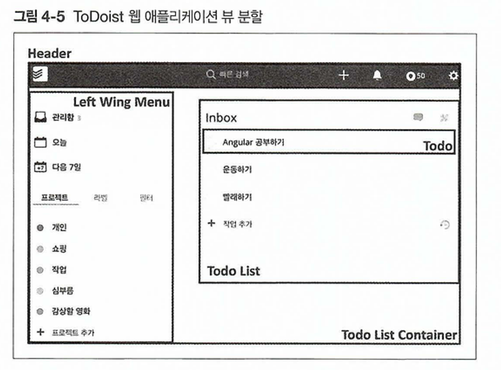 그림 4-5 ToDoist 웹 애플리케이션 뷰 분할
Header
빠른 검색
50
Left Wing Menu
관리함 3
오늘
+7 다음 7일
프로젝트 라벨 필터
개인
쇼핑
작업
심부름
감상할 영화
+ 프로젝트 추가
Inbox
Angular 공부하기
Todo
운동하기
빨래하기
+ 작업 추가
Todo List
Todo List Container